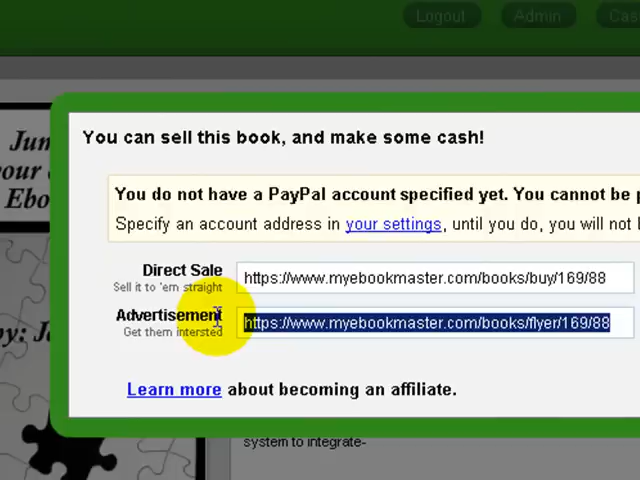 Logout Admin
You can sell this book, and make some cash!
You do not have a PayPal account specified yet. You cannot be
Specify an account address in your settings, until you do, you will not
Direct Sale https://www.myebookmaster.com/books/buy/169/88
Sell it to 'em straight
Advertisement https://www.myebookmaster.com/books/flyer/169/88
Get them intersted
Learn more about becoming an affiliate.
your
system to integrate-